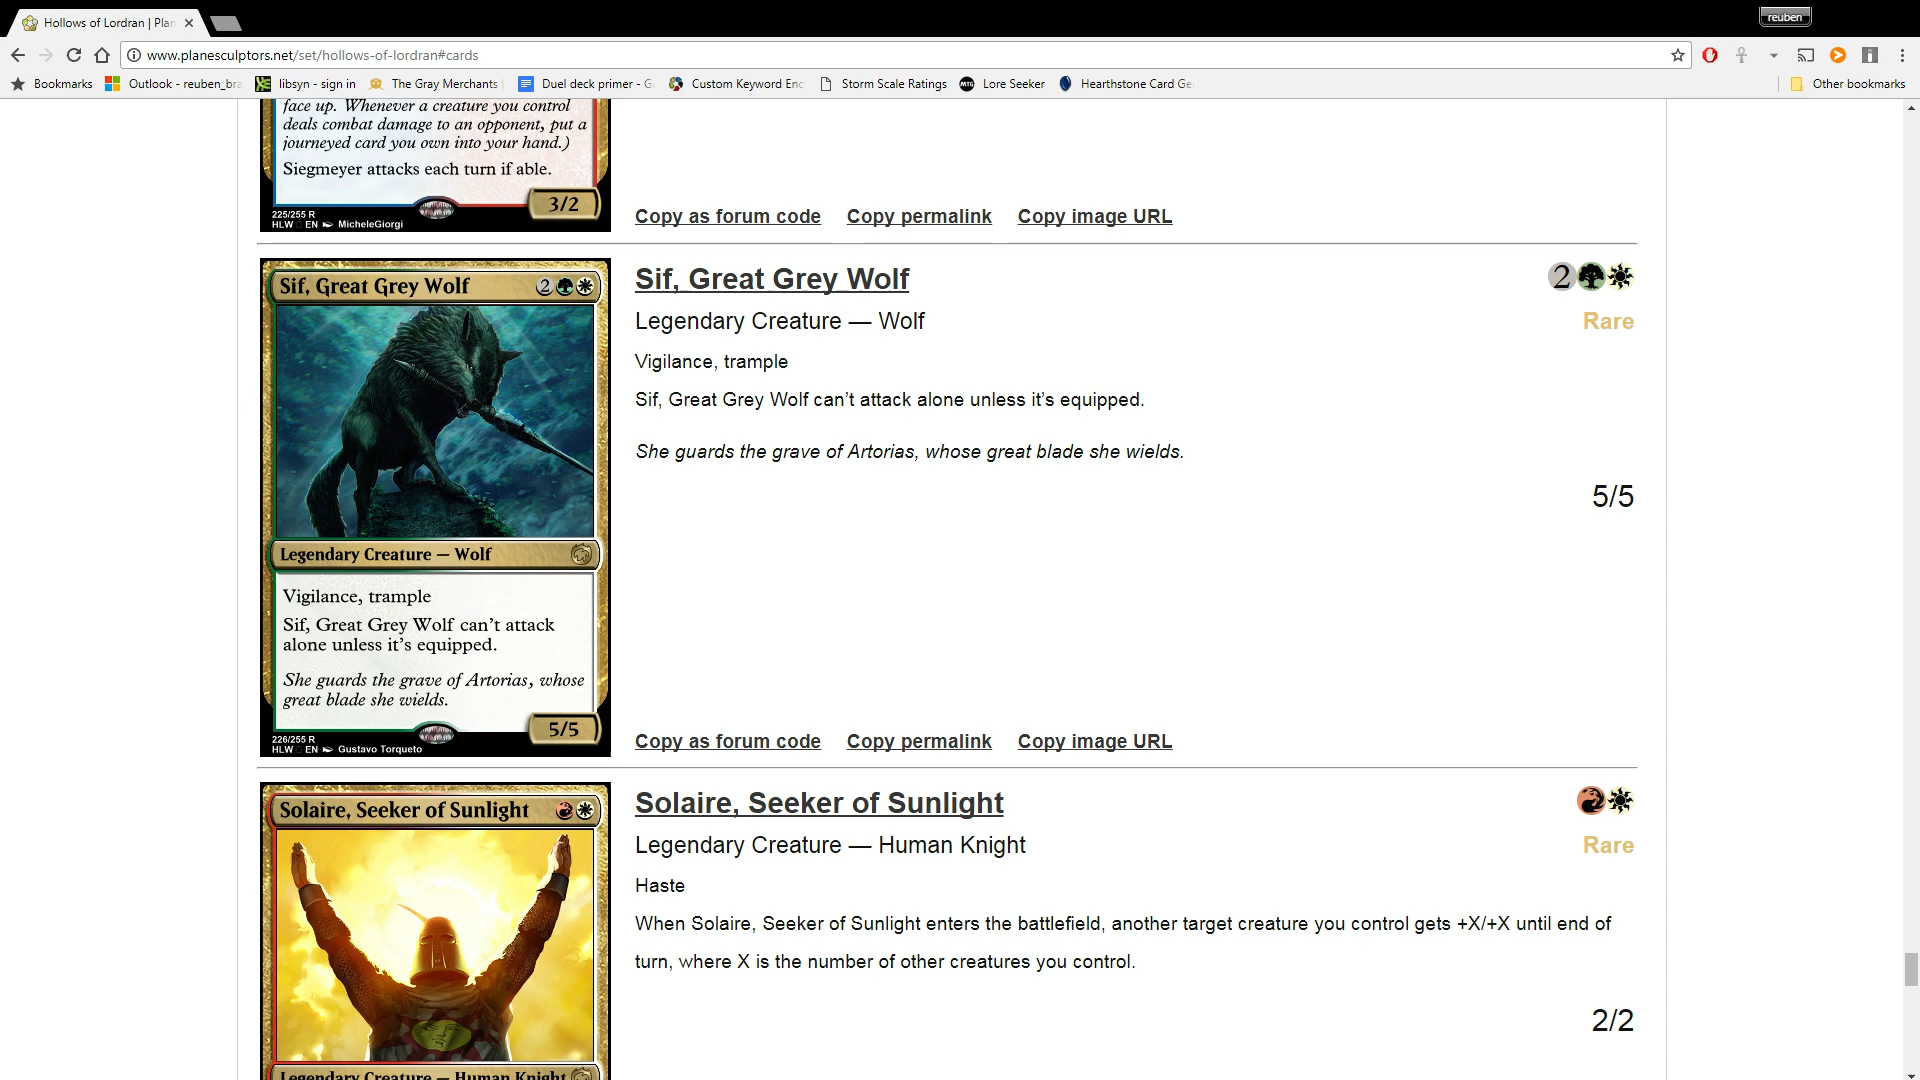 Hollows of Lordran | Plan
reuben
www.planesculptors.net/set/hollows-of-lordran#cards
Bookmarks
Outlook - reuben_bra
libsyn - sign in
The Gray Merchants
Duel deck primer - G
Custom Keyword Enc
Storm Scale Ratings
Lore Seeker
Hearthstone Card Ge
Other bookmarks
face up. Whenever a creature you control
deals combat damage to an opponent, put a
journeyed card you own into your hand.)
Siegmeyer attacks each turn if able.
3/2
225/255 R
HLW EN MicheleGiorgi
Copy as forum code Copy permalink Copy image URL
Sif, Great Grey Wolf 2
Legendary Creature — Wolf
Vigilance, trample
Sif, Great Grey Wolf can't attack
alone unless it's equipped.
She guards the grave of Artorias, whose
great blade she wields.
5/5
226/255 R
HLW EN Gustavo Torqueto
Sif, Great Grey Wolf 2
Legendary Creature — Wolf Rare
Vigilance, trample
Sif, Great Grey Wolf can't attack alone unless it's equipped.
She guards the grave of Artorias, whose great blade she wields.
5/5
Copy as forum code Copy permalink Copy image URL
Solaire, Seeker of Sunlight
Legendary Creature — Human Knight
Solaire, Seeker of Sunlight
Legendary Creature — Human Knight Rare
Haste
When Solaire, Seeker of Sunlight enters the battlefield, another target creature you control gets +X/+X until end of
turn, where X is the number of other creatures you control.
2/2